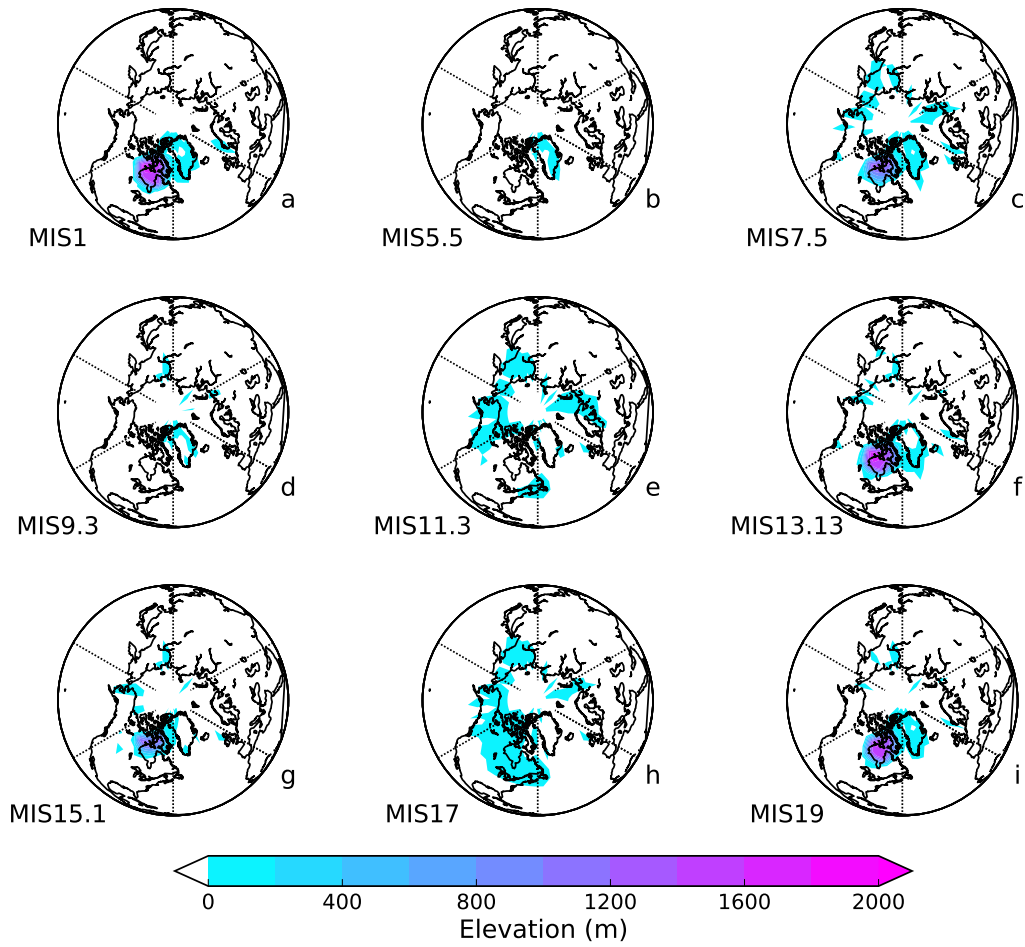 a
MIS1
b
MIS5.5
c
MIS7.5
d
MIS9.3
e
MIS11.3
f
MIS13.13
g
MIS15.1
h
MIS17
i
MIS19
0 400 800 1200 1600 2000
Elevation (m)